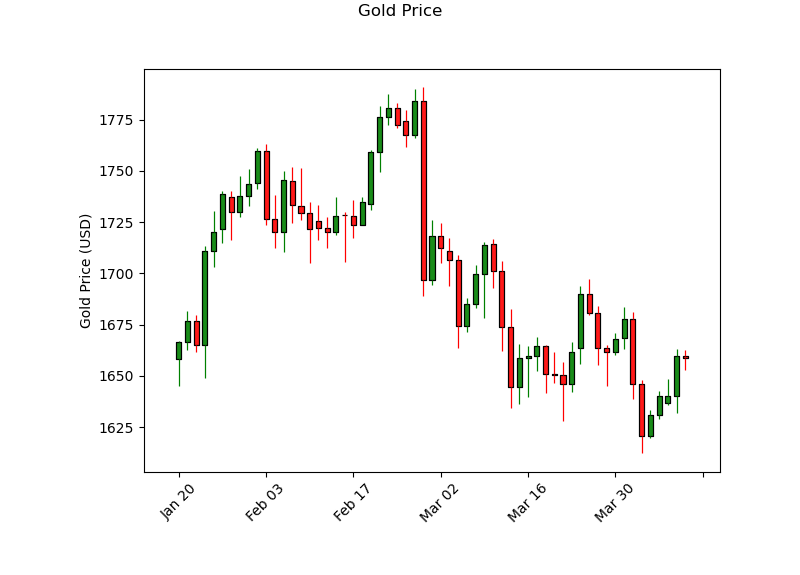 Gold Price
Gold Price (USD)
1775
1750
1725
1700
1675
1650
1625
Jan 20
Feb 03
Feb 17
Mar 02
Mar 16
Mar 30